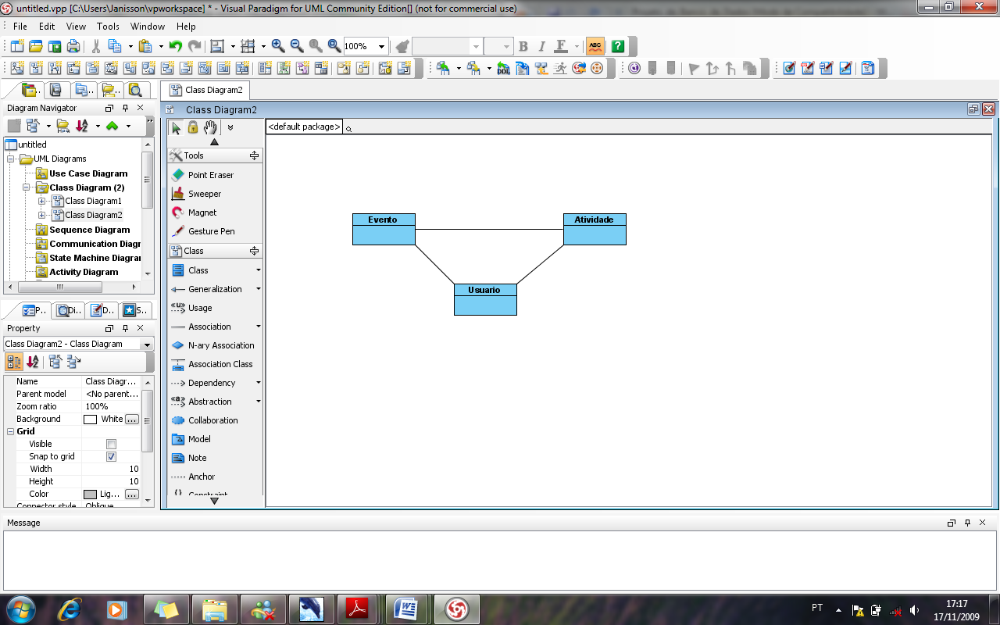 untitled.vpp [C:\Users\Janisson\vpworkspace] * - Visual Paradigm for UML Community Edition[] (not for commercial use)
File Edit View Tools Window Help
100%
B I F ABC ?
DDL
Class Diagram2
Diagram Navigator
Class Diagram2
<default package>
untitled
UML Diagrams
Use Case Diagram
Class Diagram (2)
Class Diagram1
Class Diagram2
Sequence Diagram
Communication Diagr
State Machine Diagra
Activity Diagram
P.. Di... D.. S..
Property
Class Diagram2 - Class Diagram
Name Class Diagr...
Parent model <No parent...
Zoom ratio 100%
Background White ...
Grid
Visible
Snap to grid
Width 10
Height 10
Color Lig... ...
Connector style Oblique
Tools
Point Eraser
Sweeper
Magnet
Gesture Pen
Class
Class
Generalization
«u» Usage
Association
N-ary Association
Association Class
Dependency
«a» Abstraction
Collaboration
Model
Note
Anchor
{} Constraint
Evento
Atividade
Usuario
Message
PT
17:17
17/11/2009